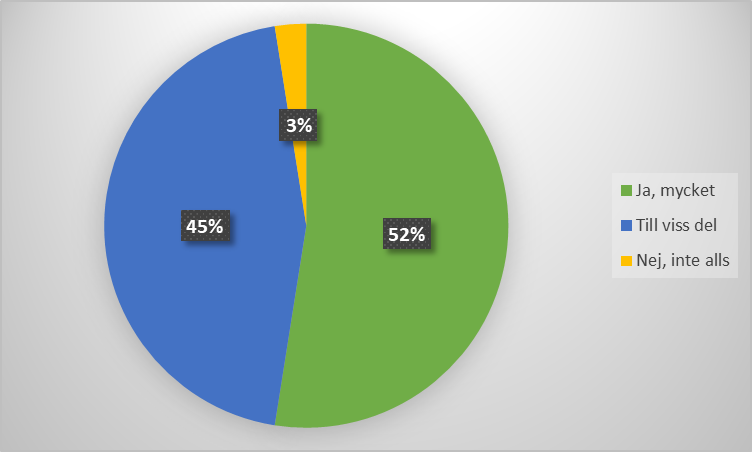 3%
45%
52%
Ja, mycket
Till viss del
Nej, inte alls